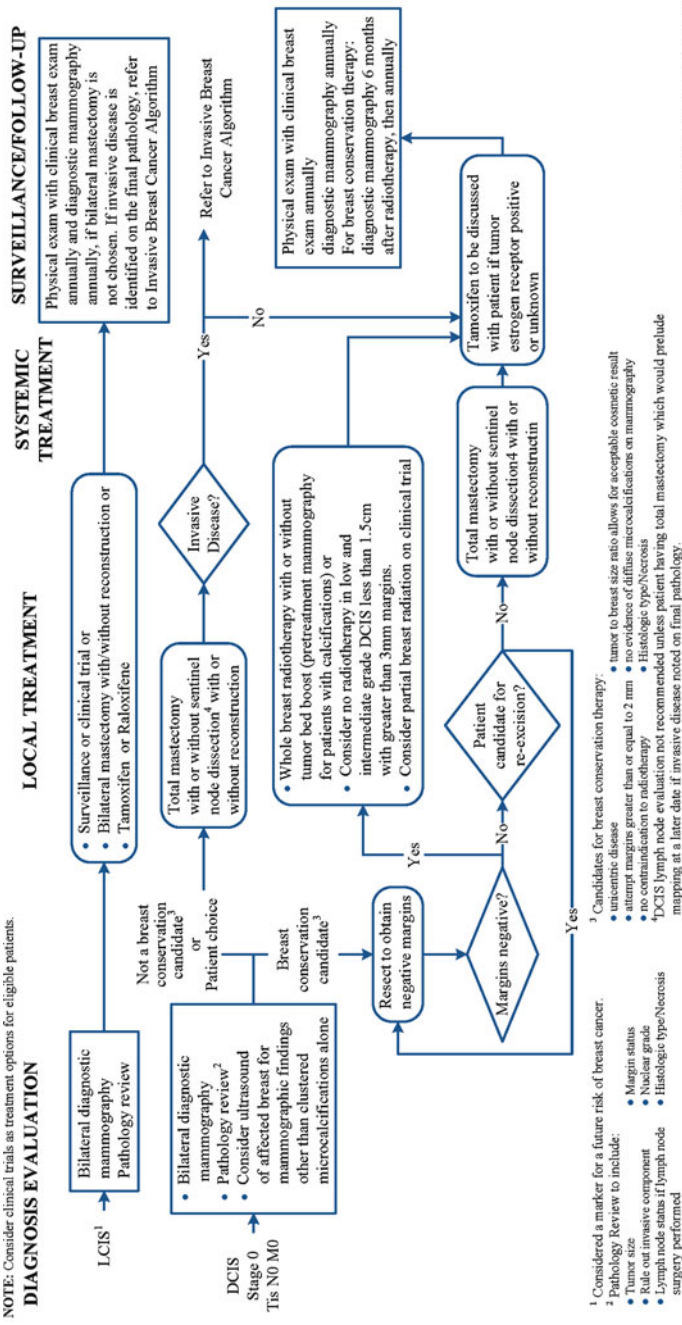 NOTE: Consider clinical trials as treatment options for eligible patients.
DIAGNOSIS EVALUATION
LOCAL TREATMENT
SYSTEMIC
TREATMENT
SURVEILLANCE/FOLLOW-UP
LCIS¹
Bilateral diagnostic
mammography
Pathology review
• Surveillance or clinical trial or
• Bilateral mastectomy with/without reconstruction or
• Tamoxifen or Raloxifene
Physical exam with clinical breast exam
annually and diagnostic mammography
annually, if bilateral mastectomy is
not chosen. If invasive disease is
identified on the final pathology, refer
to Invasive Breast Cancer Algorithm
DCIS
Stage 0
Tis N0 M0
• Bilateral diagnostic
mammography
• Pathology review²
• Consider ultrasound
of affected breast for
mammographic findings
other than clustered
microcalcifications alone
Not a breast
conservation
candidate³
or
Patient choice
Total mastectomy
with or without sentinel
node dissection⁴ with or
without reconstruction
Invasive
Disease?
Yes
Refer to Invasive Breast
Cancer Algorithm
No
Breast
conservation
candidate³
Resect to obtain
negative margins
Margins negative?
Yes
• Whole breast radiotherapy with or without
tumor bed boost (pretreatment mammography
for patients with calcifications) or
• Consider no radiotherapy in low and
intermediate grade DCIS less than 1.5cm
with greater than 3mm margins.
• Consider partial breast radiation on clinical trial
No
Patient
candidate for
re-excision?
Yes
No
Total mastectomy
with or without sentinel
node dissection4 with or
without reconstructin
Tamoxifen to be discussed
with patient if tumor
estrogen receptor positive
or unknown
Physical exam with clinical breast
exam annually
diagnostic mammography annually
For breast conservation therapy:
diagnostic mammography 6 months
after radiotherapy, then annually
¹ Considered a marker for a future risk of breast cancer.
² Pathology Review to include:
• Tumor size
• Rule out invasive component
• Lymph node status if lymph node
surgery performed
• Margin status
• Nuclear grade
• Histologic type/Necrosis
³ Candidates for breast conservation therapy:
• unicentric disease
• attempt margins greater than or equal to 2 mm
• no contraindication to radiotherapy
• tumor to breast size ratio allows for acceptable cosmetic result
• no evidence of diffuse microcalcifications on mammography
• Histologic type/Necrosis
⁴DCIS lymph node evaluation not recommended unless patient having total mastectomy which would prelude
mapping at a later date if invasive disease noted on final pathology.